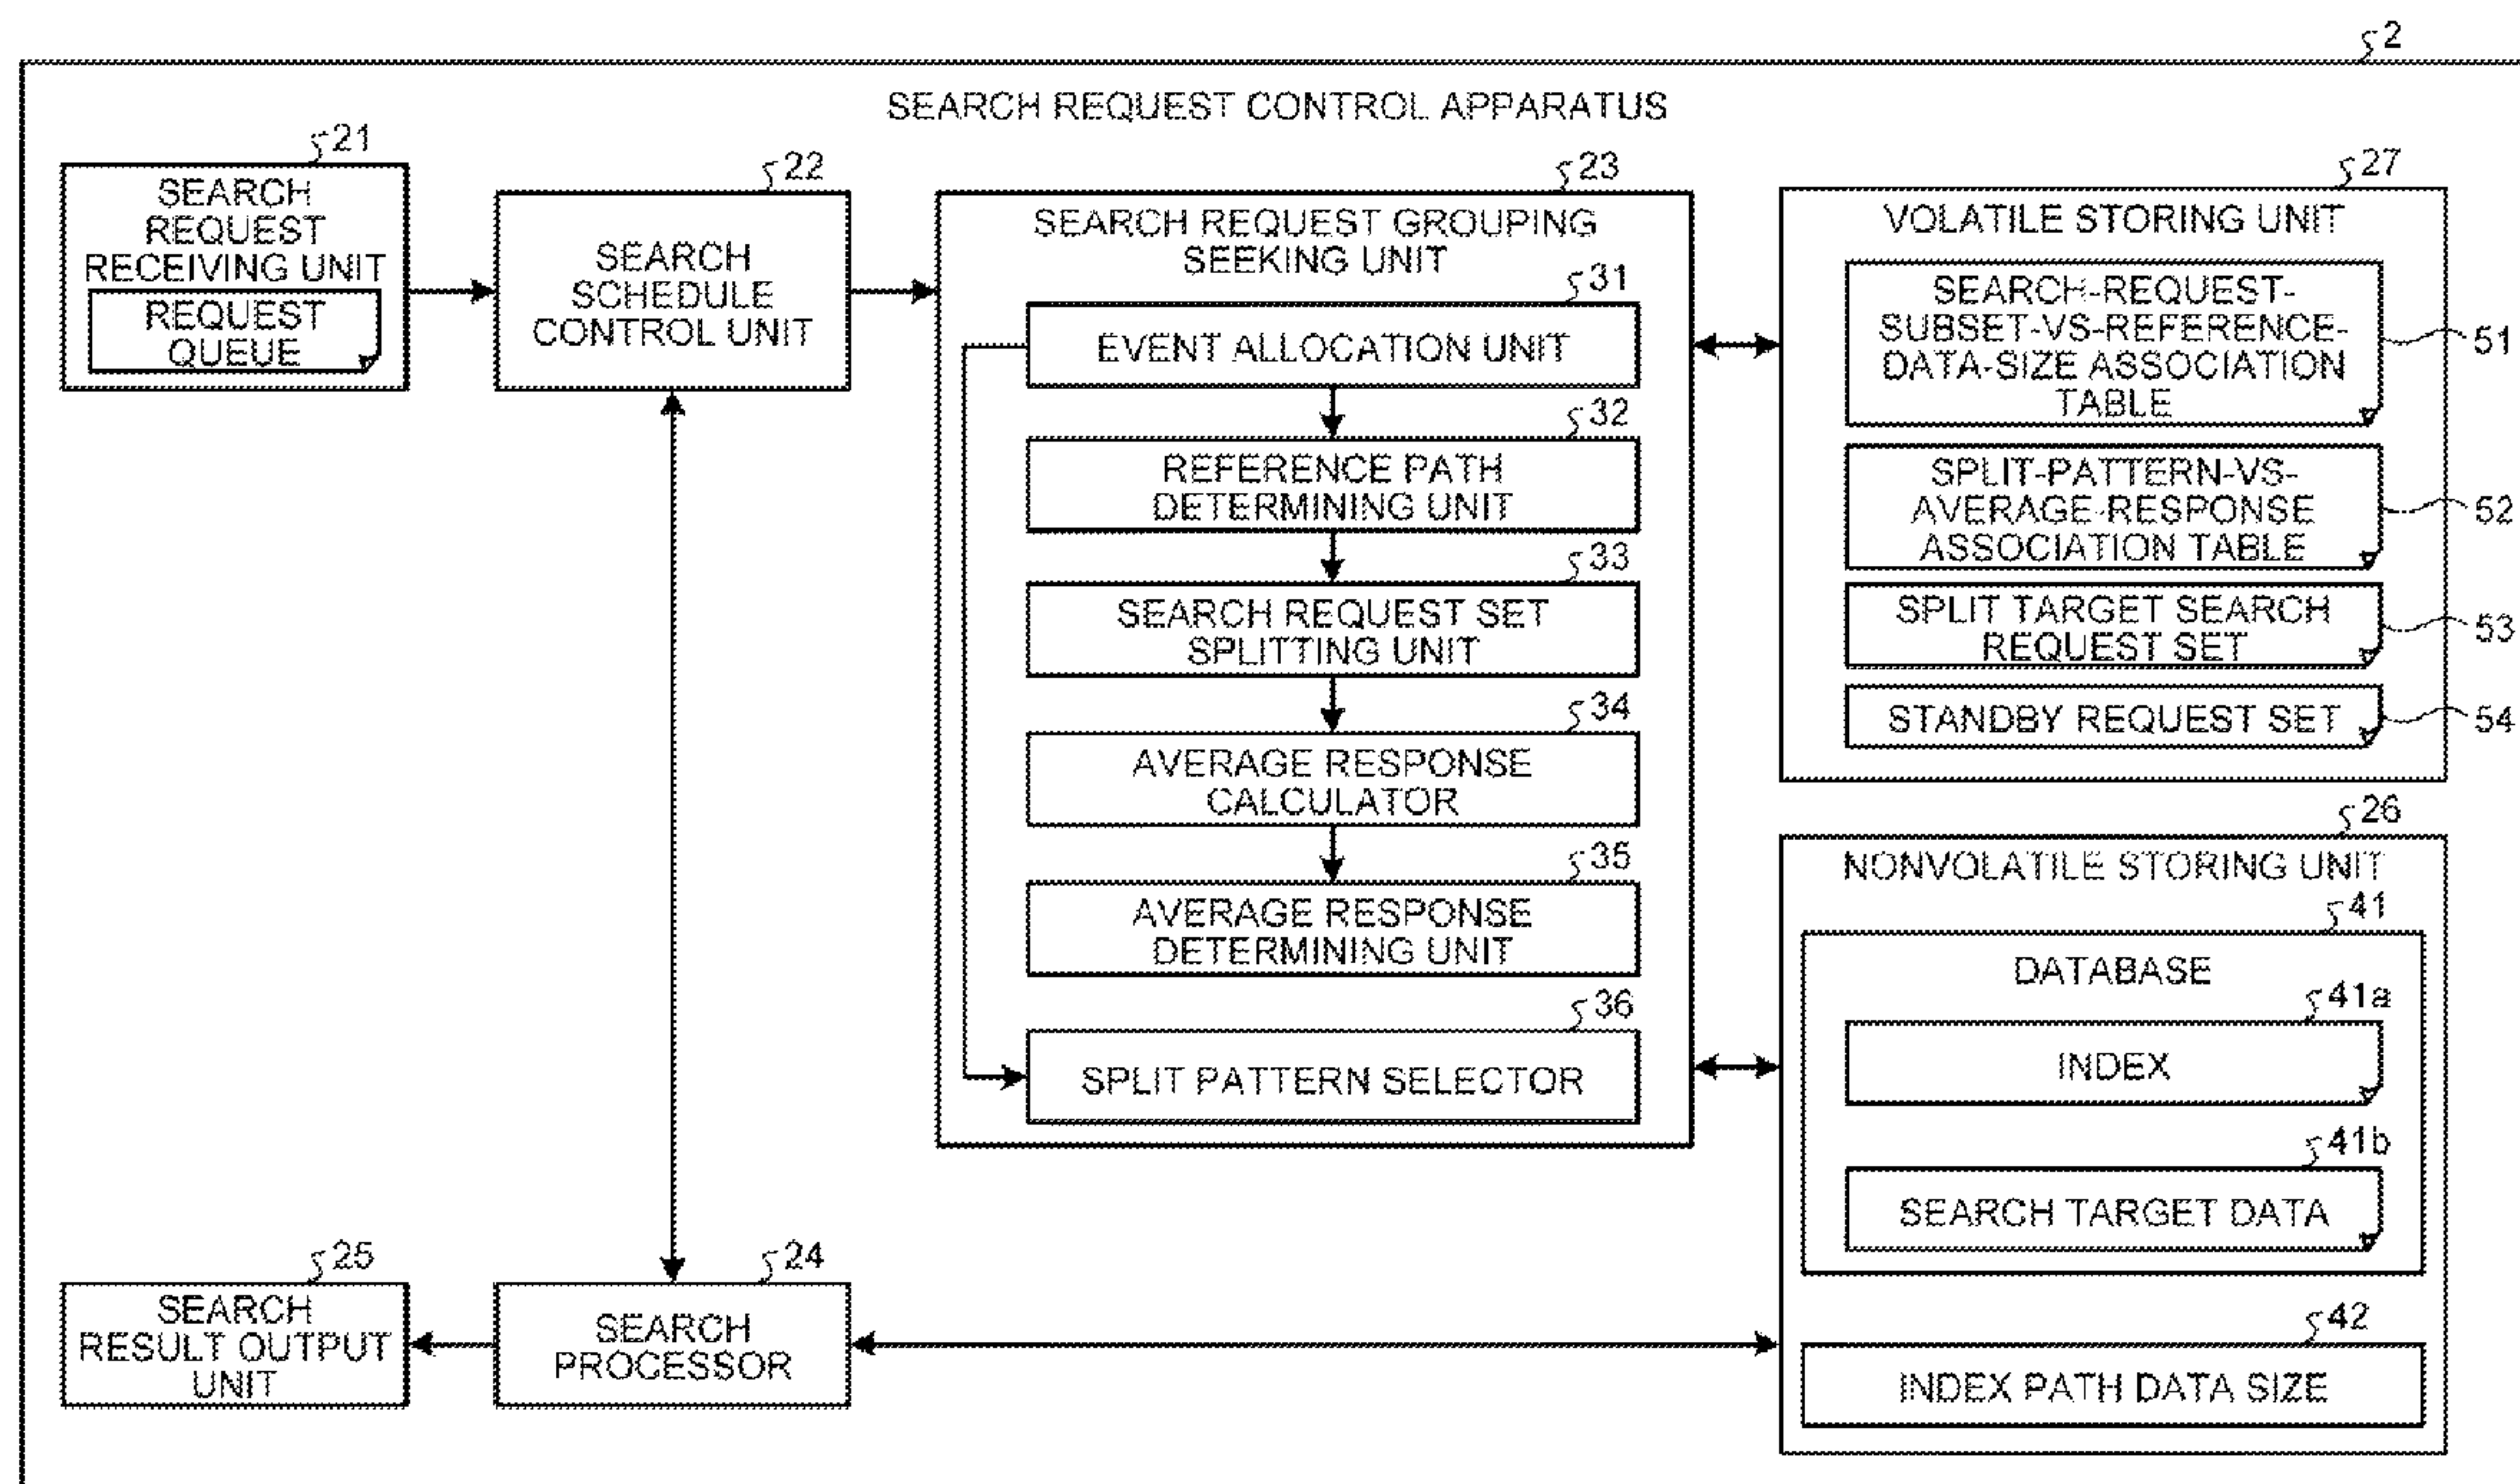 2
SEARCH REQUEST CONTROL APPARATUS
21
SEARCH
REQUEST
RECEIVING UNIT
REQUEST
QUEUE
22
SEARCH
SCHEDULE
CONTROL UNIT
23
SEARCH REQUEST GROUPING
SEEKING UNIT
31
EVENT ALLOCATION UNIT
32
REFERENCE PATH
DETERMINING UNIT
33
SEARCH REQUEST SET
SPLITTING UNIT
34
AVERAGE RESPONSE
CALCULATOR
35
AVERAGE RESPONSE
DETERMINING UNIT
36
SPLIT PATTERN SELECTOR
27
VOLATILE STORING UNIT
SEARCH-REQUEST-
SUBSET-VS-REFERENCE-
DATA-SIZE ASSOCIATION
TABLE
51
SPLIT-PATTERN-VS-
AVERAGE-RESPONSE
ASSOCIATION TABLE
52
SPLIT TARGET SEARCH
REQUEST SET
53
STANDBY REQUEST SET
54
26
NONVOLATILE STORING UNIT
41
DATABASE
41a
INDEX
41b
SEARCH TARGET DATA
42
INDEX PATH DATA SIZE
25
SEARCH
RESULT OUTPUT
UNIT
24
SEARCH
PROCESSOR